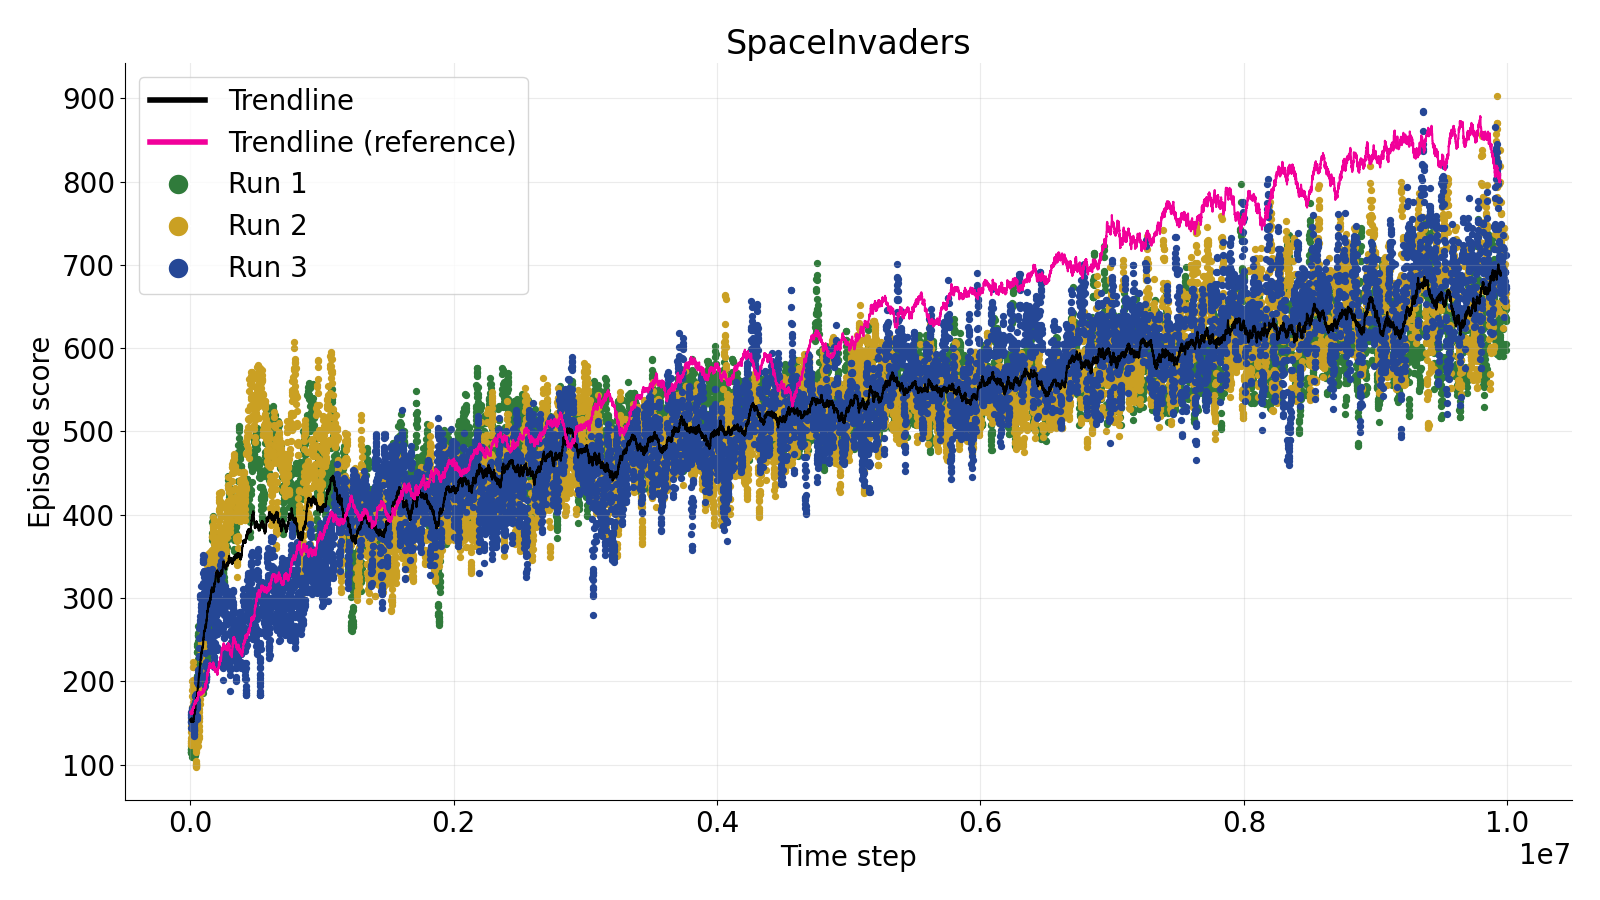 SpaceInvaders
Trendline
Trendline (reference)
Run 1
Run 2
Run 3
Episode score
900
800
700
600
500
400
300
200
100
0.0 0.2 0.4 0.6 0.8 1.0
1e7
Time step